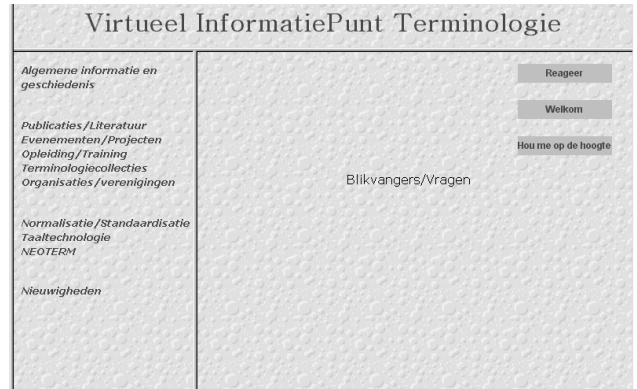 Virtueel InformatiePunt Terminologie
Algemene informatie en
geschiedenis
Publicaties/Literatuur
Evenementen/Projecten
Opleiding/Training
Terminologiecollecties
Organisaties/verenigingen
Normalisatie/Standaardisatie
Taaltechnologie
NEOTERM
Nieuwigheden
Blikvangers/Vragen
Reageer
Welkom
Hou me op de hoogte